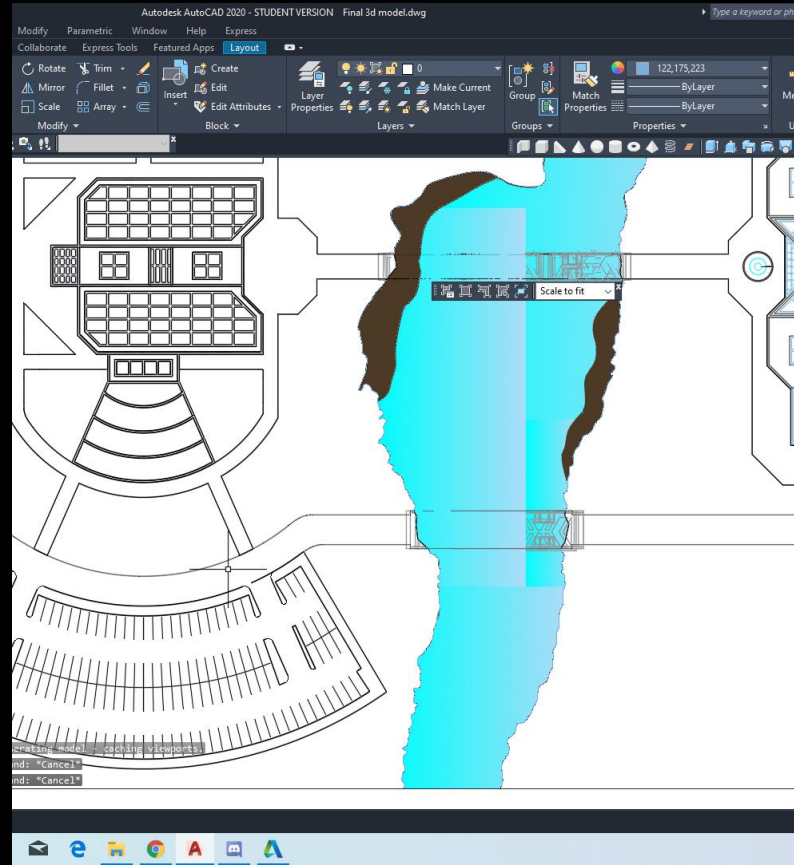 Autodesk AutoCAD 2020 - STUDENT VERSION Final 3d model.dwg
Type a keyword or ph
Modify Parametric Window Help Express
Collaborate Express Tools Featured Apps Layout
Rotate Trim
Mirror Fillet
Scale Array
Modify
Insert
Create
Edit
Edit Attributes
Block
Layer
Properties
0
Make Current
Match Layer
Layers
Group
Groups
Match
Properties
122,175,223
ByLayer
ByLayer
Properties
Me
U
Scale to fit
erating model - caching viewports.
nd: *Cancel*
nd: *Cancel*